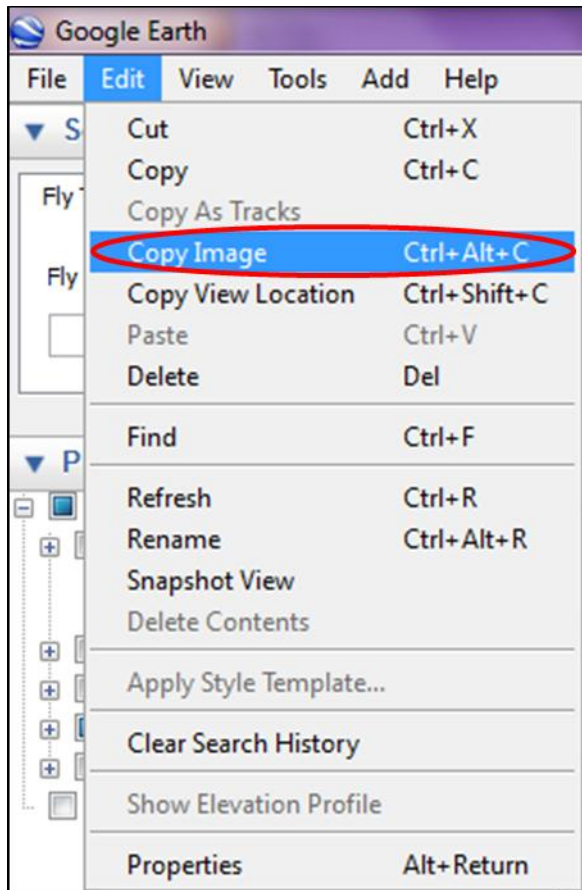 Google Earth
File Edit View Tools Add Help
S
Cut Ctrl+X
Copy Ctrl+C
Fly
Copy As Tracks
Copy Image Ctrl+Alt+C
Fly
Copy View Location Ctrl+Shift+C
Paste Ctrl+V
Delete Del
Find Ctrl+F
P
Refresh Ctrl+R
Rename Ctrl+Alt+R
Snapshot View
Delete Contents
Apply Style Template...
Clear Search History
Show Elevation Profile
Properties Alt+Return